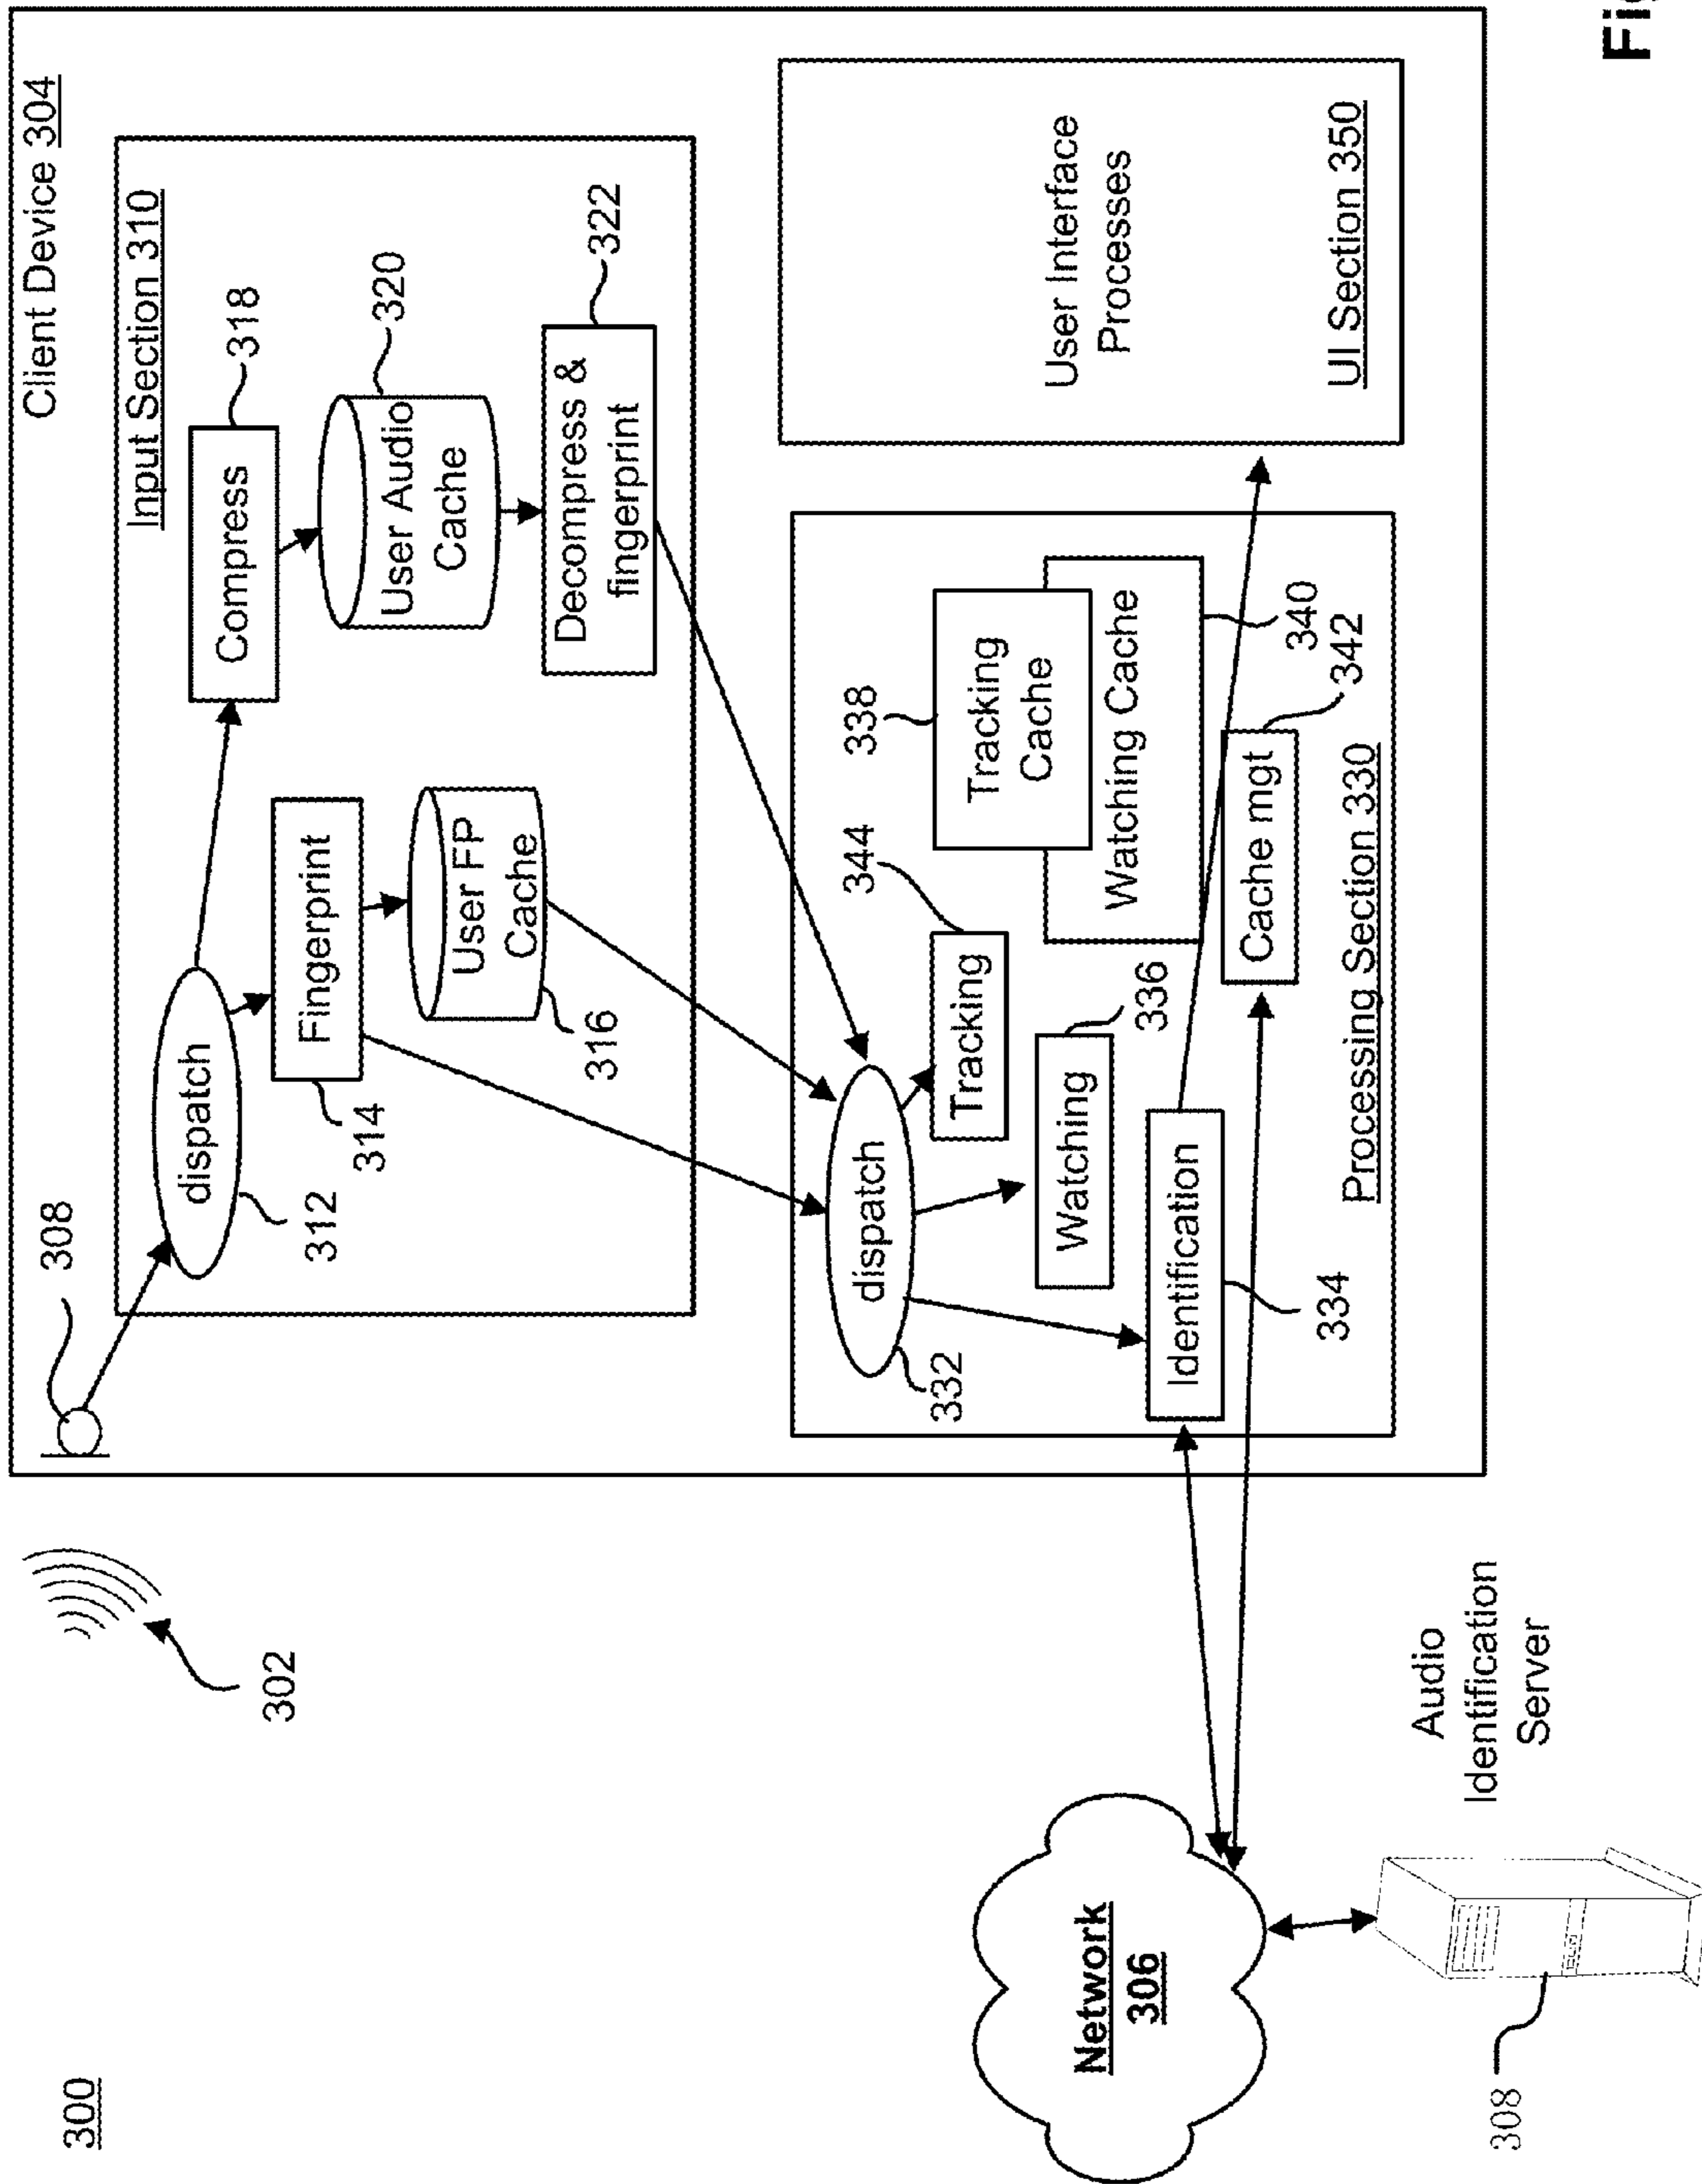 300
302
Client Device 304
308
Input Section 310
dispatch
312
Fingerprint
314
User FP
Cache
316
Compress
318
User Audio
Cache
320
Decompress &
fingerprint
322
dispatch
332
Tracking
344
Watching
336
Identification
334
Tracking
Cache
338
Watching Cache
340
Cache mgt
342
Processing Section 330
User Interface
Processes
UI Section 350
Network
306
Audio
Identification
Server
308